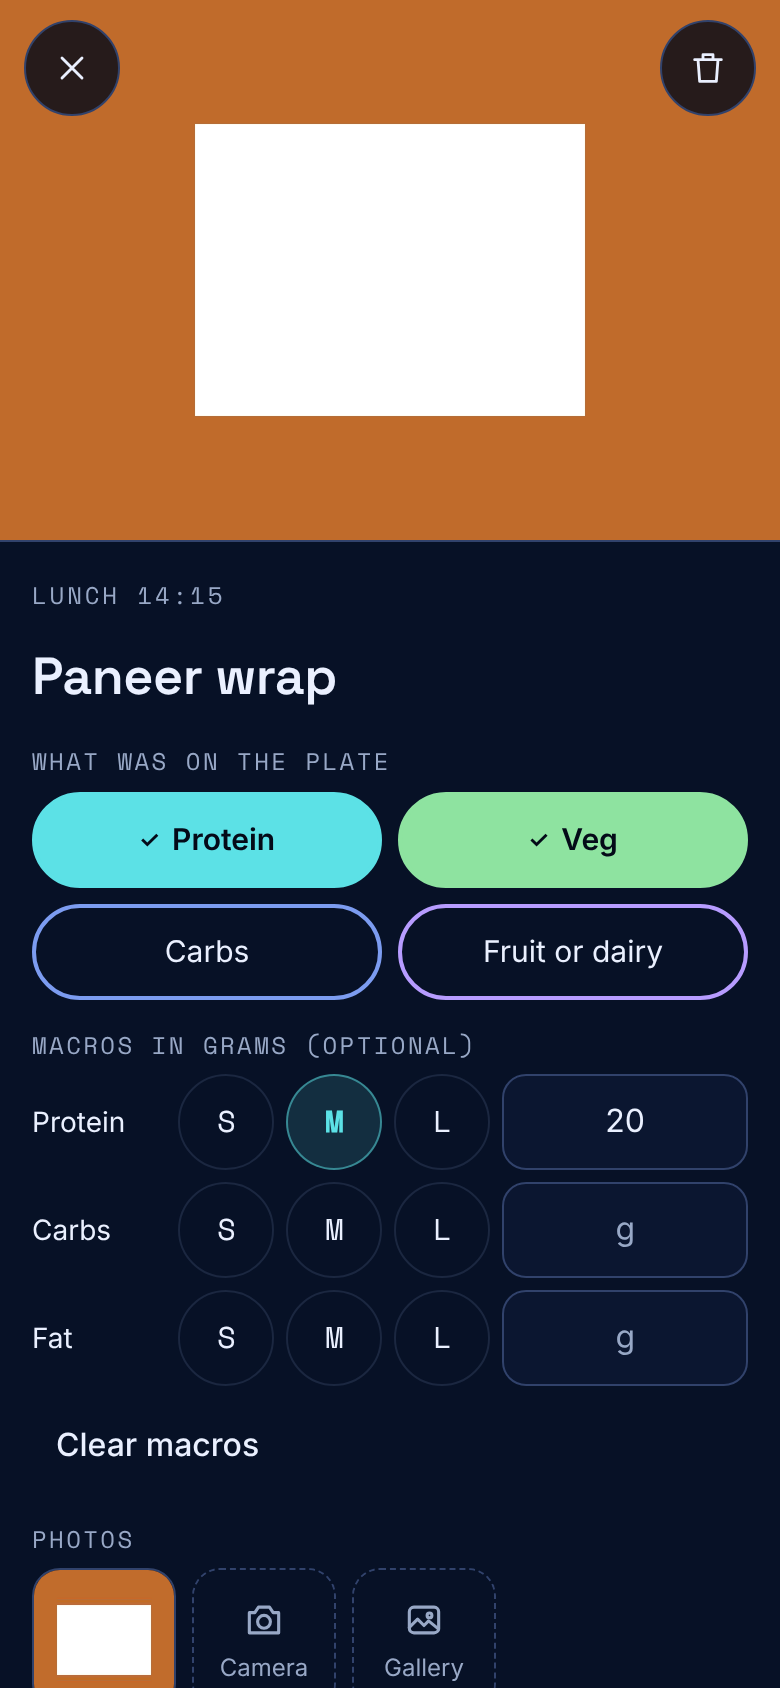 LUNCH 14:15
Paneer wrap
WHAT WAS ON THE PLATE
Protein Veg
Carbs Fruit or dairy
MACROS IN GRAMS (OPTIONAL)
Protein S M L 20
Carbs S M L g
Fat S M L g
Clear macros
PHOTOS
Camera Gallery